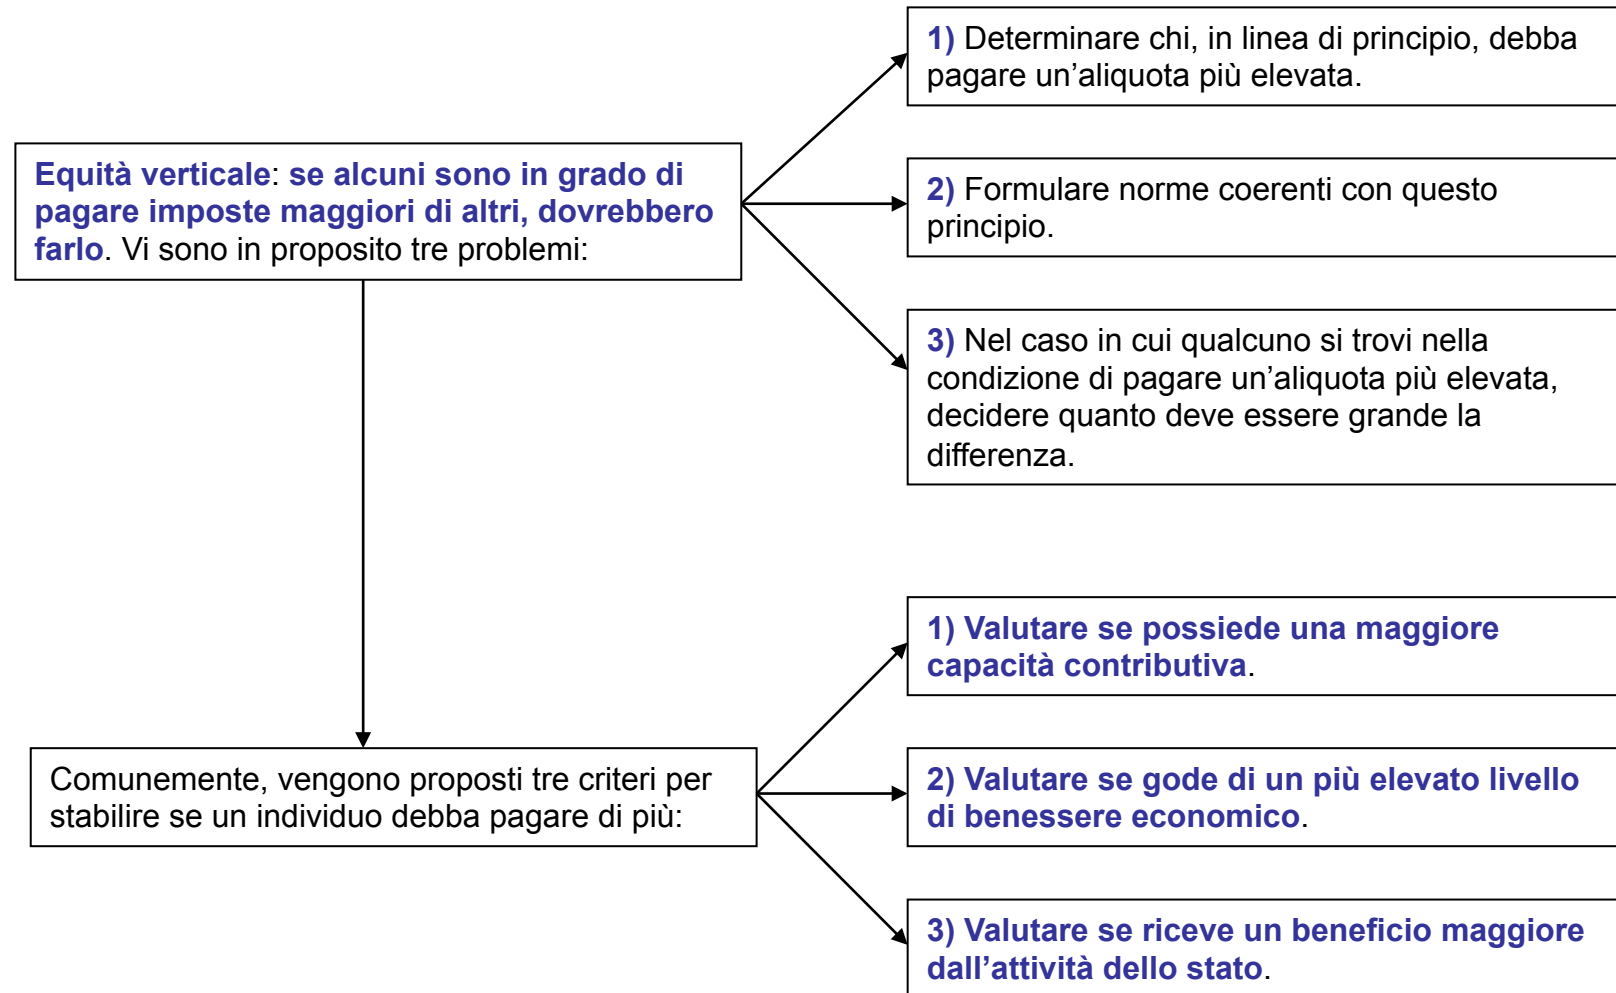 Equità verticale: se alcuni sono in grado di
pagare imposte maggiori di altri, dovrebbero
farlo. Vi sono in proposito tre problemi:
1) Determinare chi, in linea di principio, debba
pagare un’aliquota più elevata.
2) Formulare norme coerenti con questo
principio.
3) Nel caso in cui qualcuno si trovi nella
condizione di pagare un’aliquota più elevata,
decidere quanto deve essere grande la
differenza.
Comunemente, vengono proposti tre criteri per
stabilire se un individuo debba pagare di più:
1) Valutare se possiede una maggiore
capacità contributiva.
2) Valutare se gode di un più elevato livello
di benessere economico.
3) Valutare se riceve un beneficio maggiore
dall’attività dello stato.